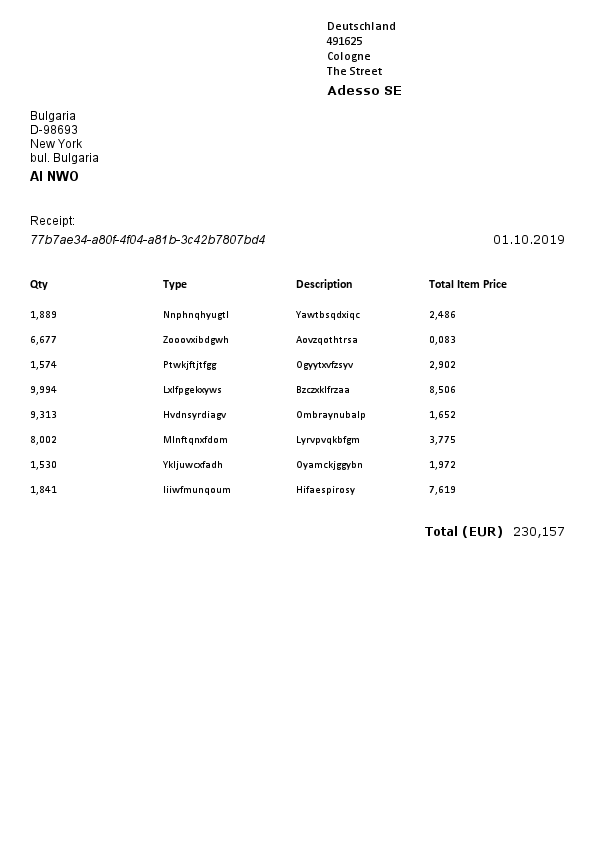 Deutschland
491625
Cologne
The Street
Adesso SE
Bulgaria
D-98693
New York
bul. Bulgaria
AI NWO
Receipt:
77b7ae34-a80f-4f04-a81b-3c42b7807bd4 01.10.2019
Qty Type Description Total Item Price
1,889 Nnphnqhyugtl Yawtbsqdxiqc 2,486
6,677 Zooovxibdgwh Aovzqothtrsa 0,083
1,574 Ptwkjftjtfgg Ogyytxvfzsyv 2,902
9,994 Lxlfpgekxyws Bzczxklfrzaa 8,506
9,313 Hvdnsyrdiagv Ombraynubalp 1,652
8,002 Mlnftqnxfdom Lyrvpvqkbfgm 3,775
1,530 Ykljuwcxfadh Oyamckjggybn 1,972
1,841 Iiiwfmunqoum Hifaespirosy 7,619
Total (EUR) 230,157